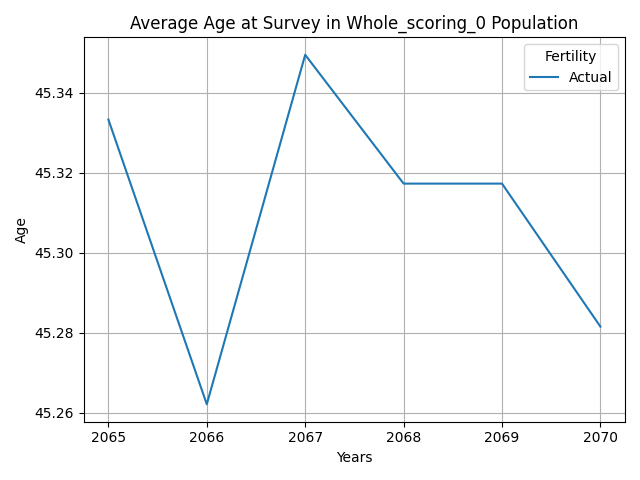 Average Age at Survey in Whole_scoring_0 Population
Fertility
Actual
45.34
45.32
45.30
45.28
45.26
Age
2065 2066 2067 2068 2069 2070
Years